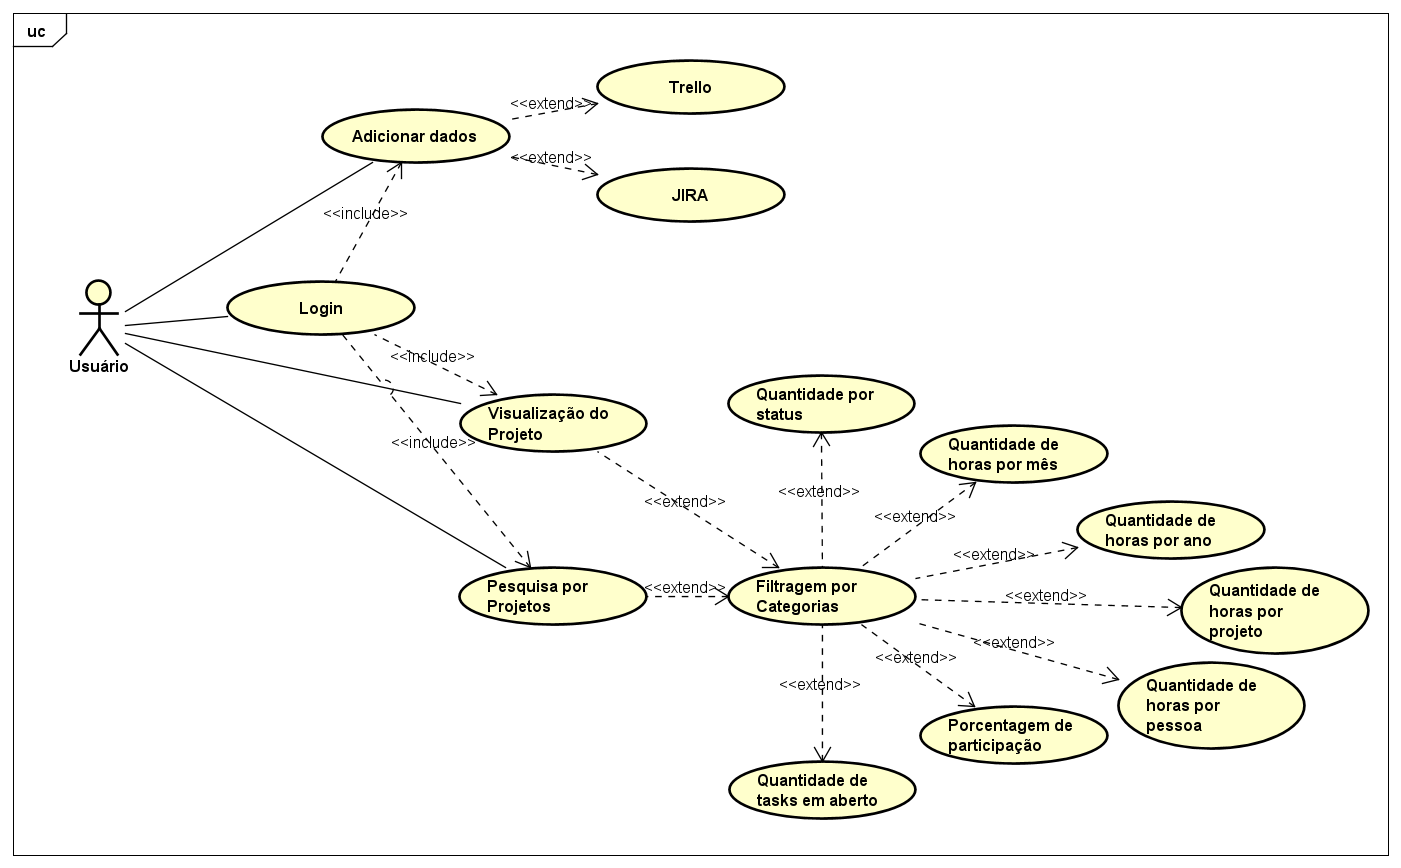 uc
Trello
<<extend>>
Adicionar dados
<<extend>>
JIRA
<<include>>
Login
Usuário
<<include>>
Visualização do
Projeto
<<include>>
Quantidade por
status
Quantidade de
horas por mês
<<extend>>
<<extend>>
<<extend>>
Quantidade de
horas por ano
<<extend>>
Pesquisa por
Projetos
<<extend>>
Filtragem por
Categorias
<<extend>>
Quantidade de
horas por
projeto
<<extend>>
<<extend>>
<<extend>>
Quantidade de
horas por
pessoa
Porcentagem de
participação
Quantidade de
tasks em aberto